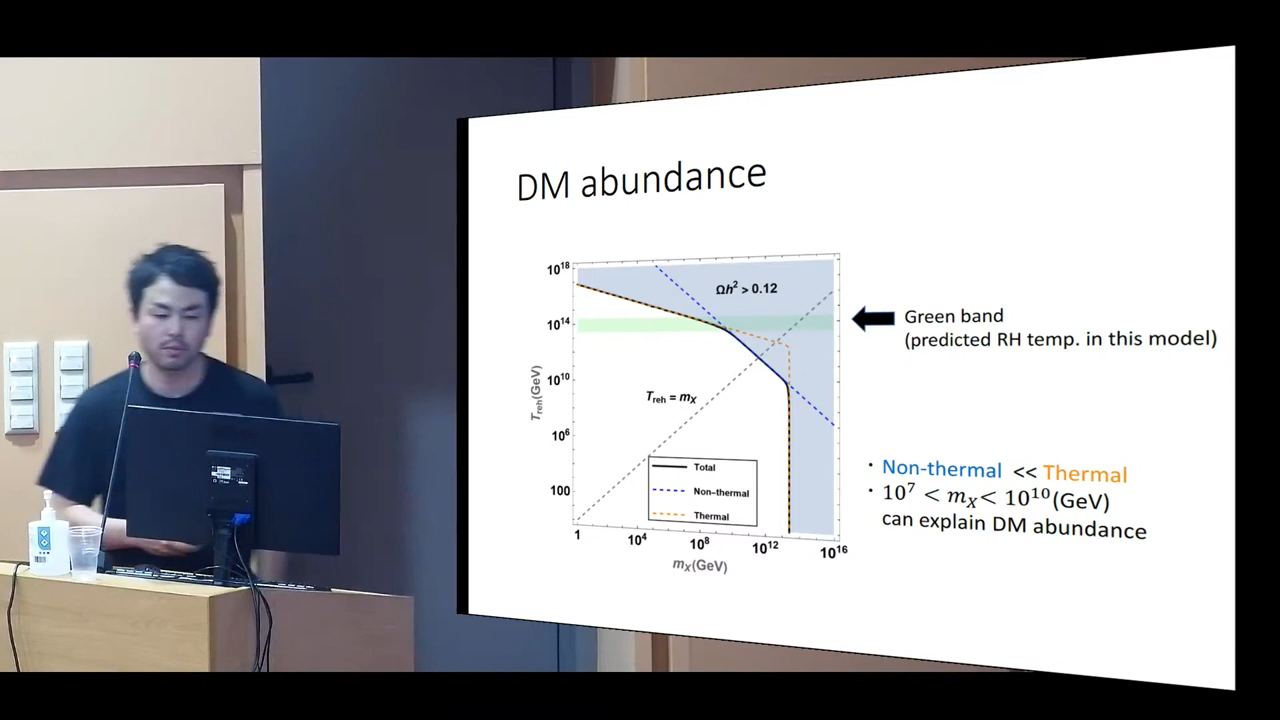 DM abundance
10^18
10^14
10^10
10^6
100
T_reh(GeV)
Ωh² > 0.12
T_reh = m_X
Total
Non-thermal
Thermal
1
10^4
10^8
10^12
10^16
m_X(GeV)
Green band
(predicted RH temp. in this model)
・Non-thermal << Thermal
・10^7 < m_X < 10^10(GeV)
can explain DM abundance